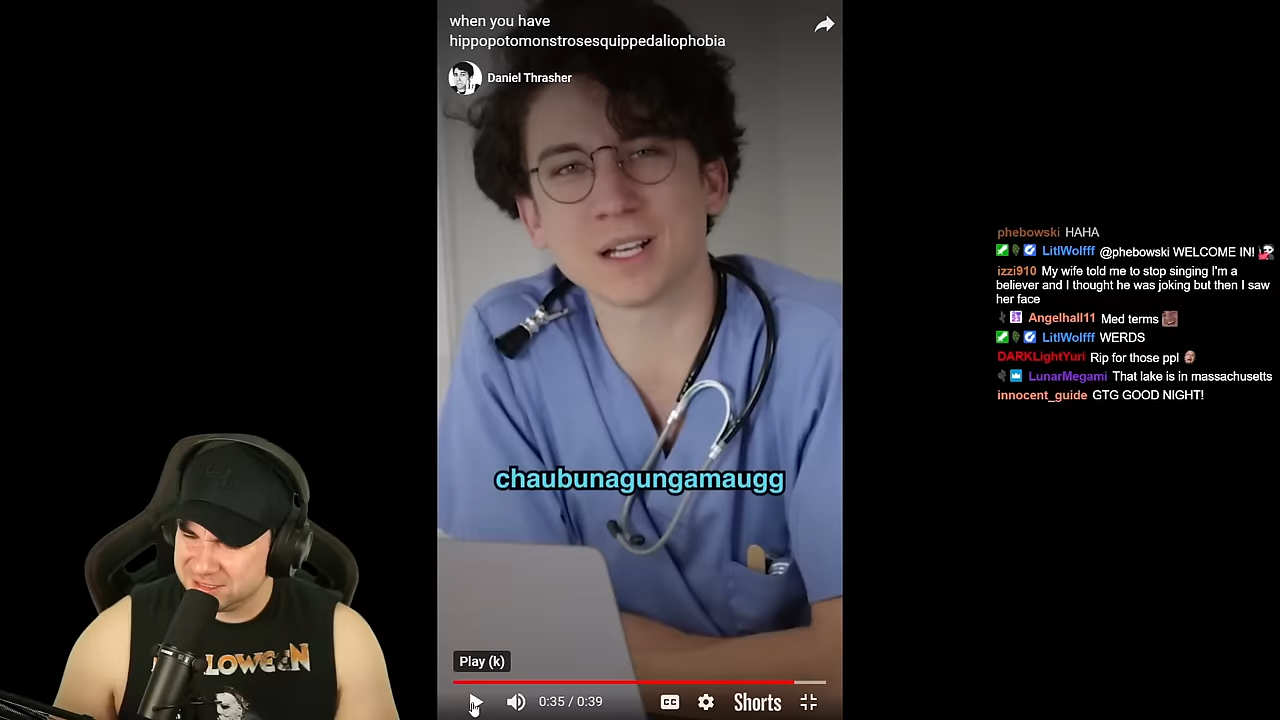 when you have
hippopotomonstrosesquippedaliophobia
Daniel Thrasher
chaubunagungamaugg
Play (k)
0:35 / 0:39
CC
Shorts
phebowski HAHA
LitlWolfff @phebowski WELCOME IN!
izzi910 My wife told me to stop singing I'm a
believer and I thought he was joking but then I saw
her face
Angelhall11 Med terms
LitlWolfff WERDS
DARKLightYurl Rip for those ppl
LunarMegami That lake is in massachusetts
innocent_guide GTG GOOD NIGHT!